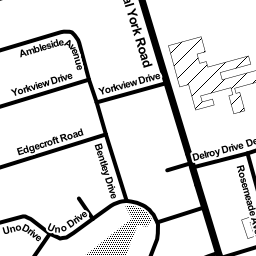 al York Road
Ambleside
Avenue
Yorkview Drive
Yorkview Drive
Edgecroft Road
Bentley Drive
Delroy Drive De
Rosemeade Av
Uno Drive
Uno Drive